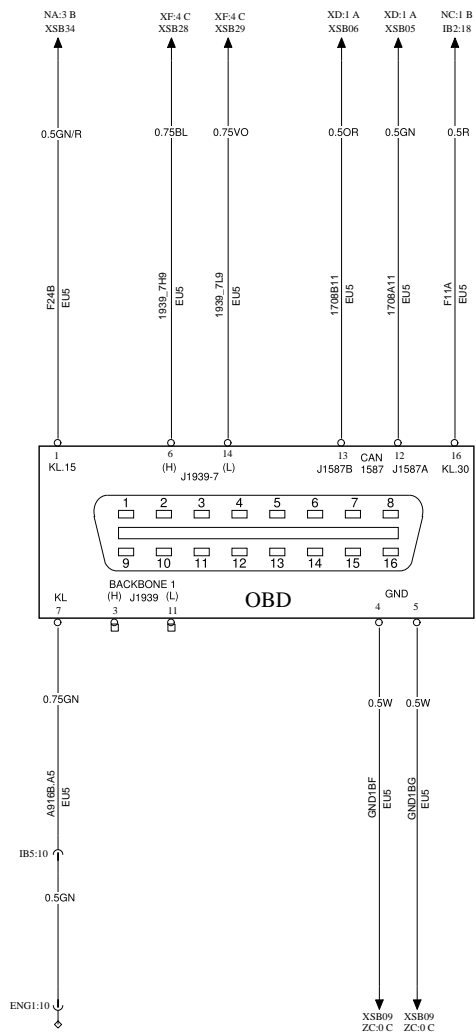 NA:3 B XF:4 C XF:4 C XD:1 A XD:1 A NC:1 B
XSB34 XSB28 XSB29 XSB06 XSB05 IB2:18
0.5GN/R 0.75BL 0.75VO 0.5OR 0.5GN 0.5R
F24B 1939_7H9 1939_7L9 1708B11 1708A11 F11A
EU5 EU5 EU5 EU5 EU5 EU5
1 6 14 13 12 16
KL.15 (H) (L) J1587B CAN J1587A KL.30
J1939-7 1587
1 2 3 4 5 6 7 8
9 10 11 12 13 14 15 16
BACKBONE 1
KL (H) J1939 (L) OBD GND
7 3 11 4 5
0.75GN 0.5W 0.5W
A916B.A5 GND1BF GND1BG
EU5 EU5 EU5
IB5:10
0.5GN
ENG1:10
XSB09 XSB09
ZC:0 C ZC:0 C